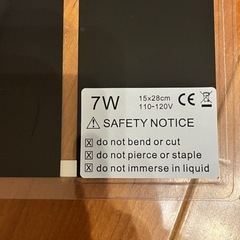 7W
15x28cm
110-120V
CE
SAFETY NOTICE
do not bend or cut
do not pierce or staple
do not immerse in liquid